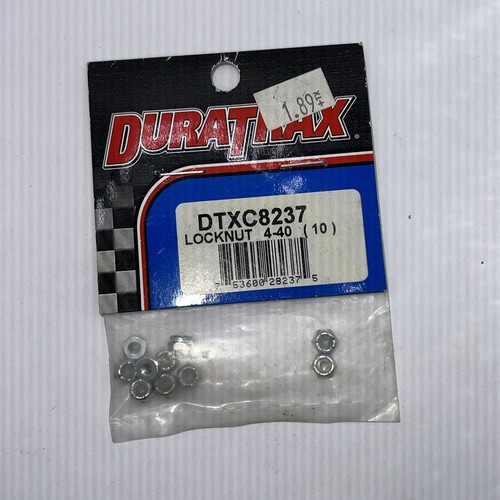 1.89
DURATRAX®
DTXC8237
LOCKNUT 4-40 (10)
7 53600 28237 5